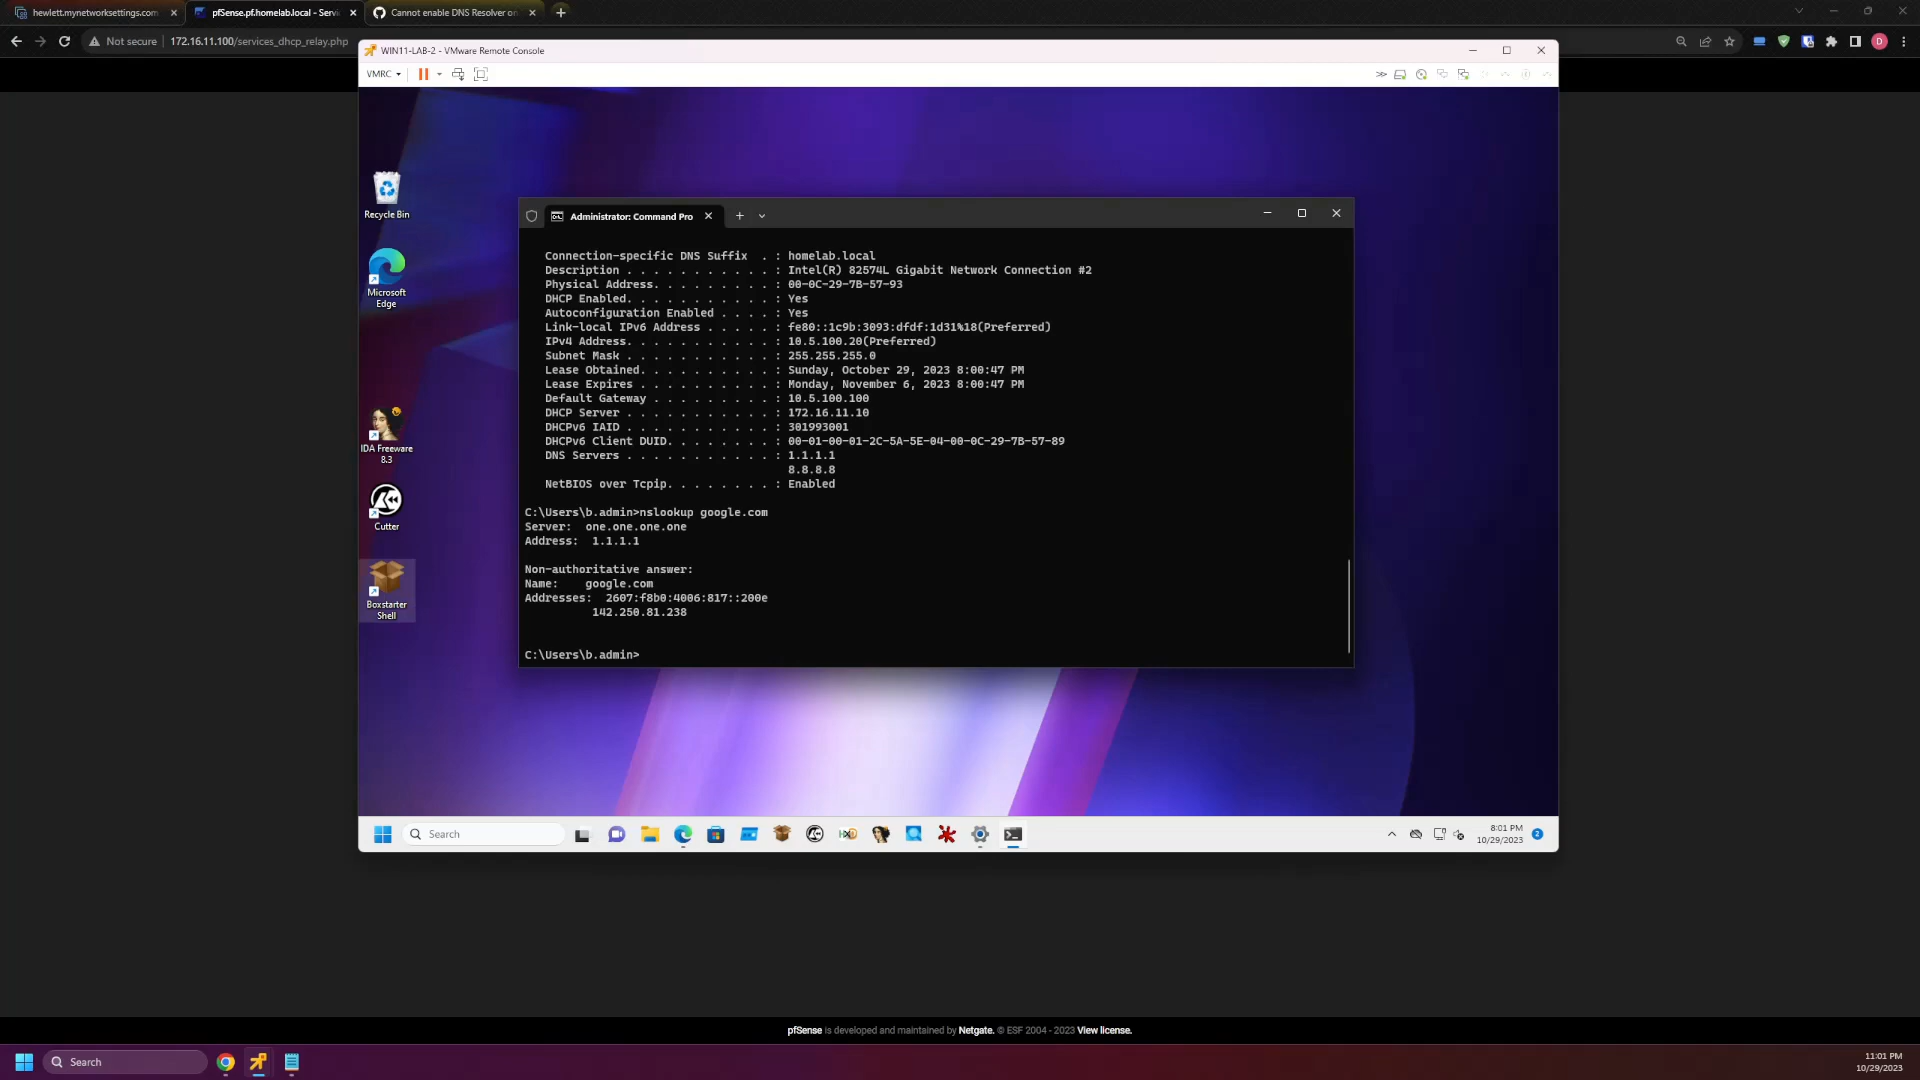 hewlett.mynetworksettings.com
pfSense.pf.homelab.local - Servi
Cannot enable DNS Resolver on
Not secure
172.16.11.100/services_dhcp_relay.php
D
WIN11-LAB-2 - VMware Remote Console
VMRC
Recycle Bin
Microsoft
Edge
IDA Freeware
8.3
Cutter
Boxstarter
Shell
Administrator: Command Pro
Connection-specific DNS Suffix  . : homelab.local
Description . . . . . . . . . . . : Intel(R) 82574L Gigabit Network Connection #2
Physical Address. . . . . . . . . : 00-0C-29-7B-57-93
DHCP Enabled. . . . . . . . . . . : Yes
Autoconfiguration Enabled . . . . : Yes
Link-local IPv6 Address . . . . . : fe80::1c9b:3093:dfdf:1d31%18(Preferred)
IPv4 Address. . . . . . . . . . . : 10.5.100.20(Preferred)
Subnet Mask . . . . . . . . . . . : 255.255.255.0
Lease Obtained. . . . . . . . . . : Sunday, October 29, 2023 8:00:47 PM
Lease Expires . . . . . . . . . . : Monday, November 6, 2023 8:00:47 PM
Default Gateway . . . . . . . . . : 10.5.100.100
DHCP Server . . . . . . . . . . . : 172.16.11.10
DHCPv6 IAID . . . . . . . . . . . : 301993001
DHCPv6 Client DUID. . . . . . . . : 00-01-00-01-2C-5A-5E-04-00-0C-29-7B-57-89
DNS Servers . . . . . . . . . . . : 1.1.1.1
8.8.8.8
NetBIOS over Tcpip. . . . . . . . : Enabled
C:\Users\b.admin>nslookup google.com
Server:  one.one.one.one
Address:  1.1.1.1
Non-authoritative answer:
Name:    google.com
Addresses:  2607:f8b0:4006:817::200e
142.250.81.238
C:\Users\b.admin>
Search
8:01 PM
10/29/2023
2
pfSense is developed and maintained by Netgate. © ESF 2004 - 2023 View license.
Search
11:01 PM
10/29/2023